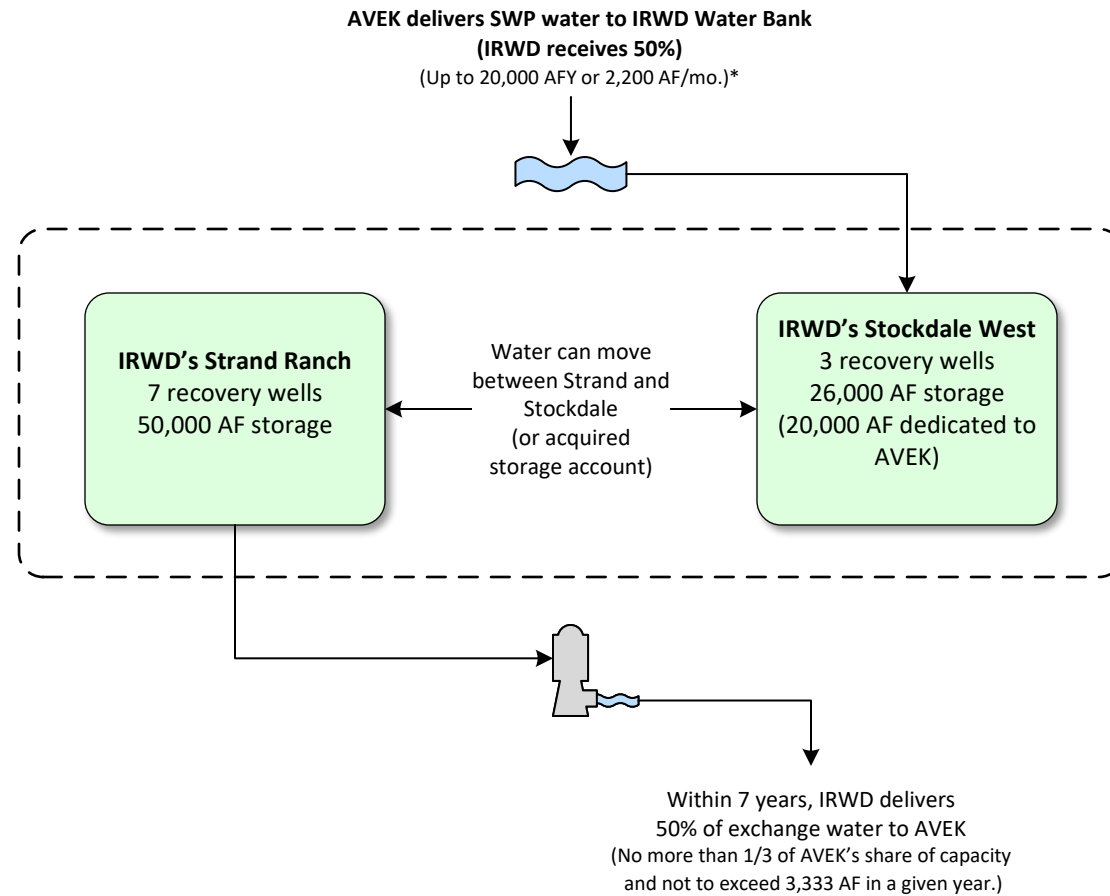 AVEK delivers SWP water to IRWD Water Bank
(IRWD receives 50%)
(Up to 20,000 AFY or 2,200 AF/mo.)*
IRWD’s Strand Ranch
7 recovery wells
50,000 AF storage
Water can move
between Strand and
Stockdale
(or acquired
storage account)
IRWD’s Stockdale West
3 recovery wells
26,000 AF storage
(20,000 AF dedicated to
AVEK)
Within 7 years, IRWD delivers
50% of exchange water to AVEK
(No more than 1/3 of AVEK’s share of capacity
and not to exceed 3,333 AF in a given year.)